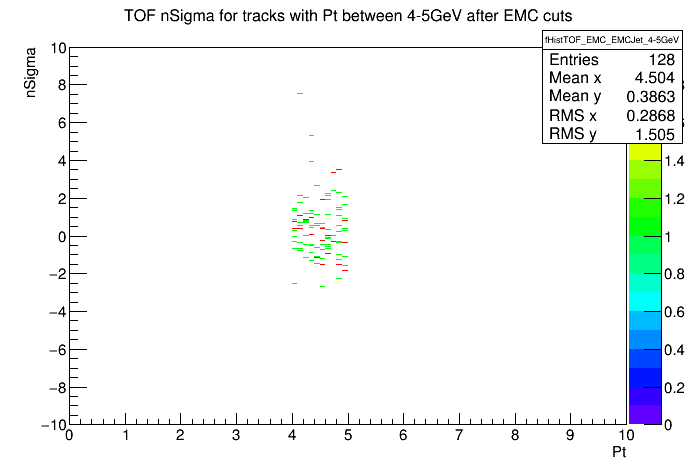 TOF nSigma for tracks with Pt between 4-5GeV after EMC cuts
fHistTOF_EMC_EMCJet_4-5GeV
Entries 128
Mean x 4.504
Mean y 0.3863
RMS x 0.2868
RMS y 1.505
nSigma
10
8
6
4
2
0
−2
−4
−6
−8
−10
0 1 2 3 4 5 6 7 8 9 10
Pt
1.4
1.2
1
0.8
0.6
0.4
0.2
0